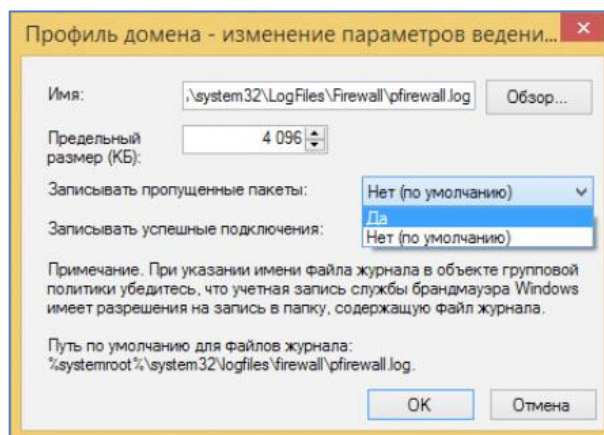 Профиль домена - изменение параметров ведени...
Имя:
\system32\LogFiles\Firewall\pfirewall.log
Обзор...
Предельный
размер (КБ):
4 096
Записывать пропущенные пакеты:
Нет (по умолчанию)
Да
Нет (по умолчанию)
Записывать успешные подключения:
Примечание. При указании имени файла журнала в объекте групповой
политики убедитесь, что учетная запись службы брандмауэра Windows
имеет разрешения на запись в папку, содержащую файл журнала.
Путь по умолчанию для файлов журнала:
%systemroot%\system32\logfiles\firewall\pfirewall.log.
OK
Отмена